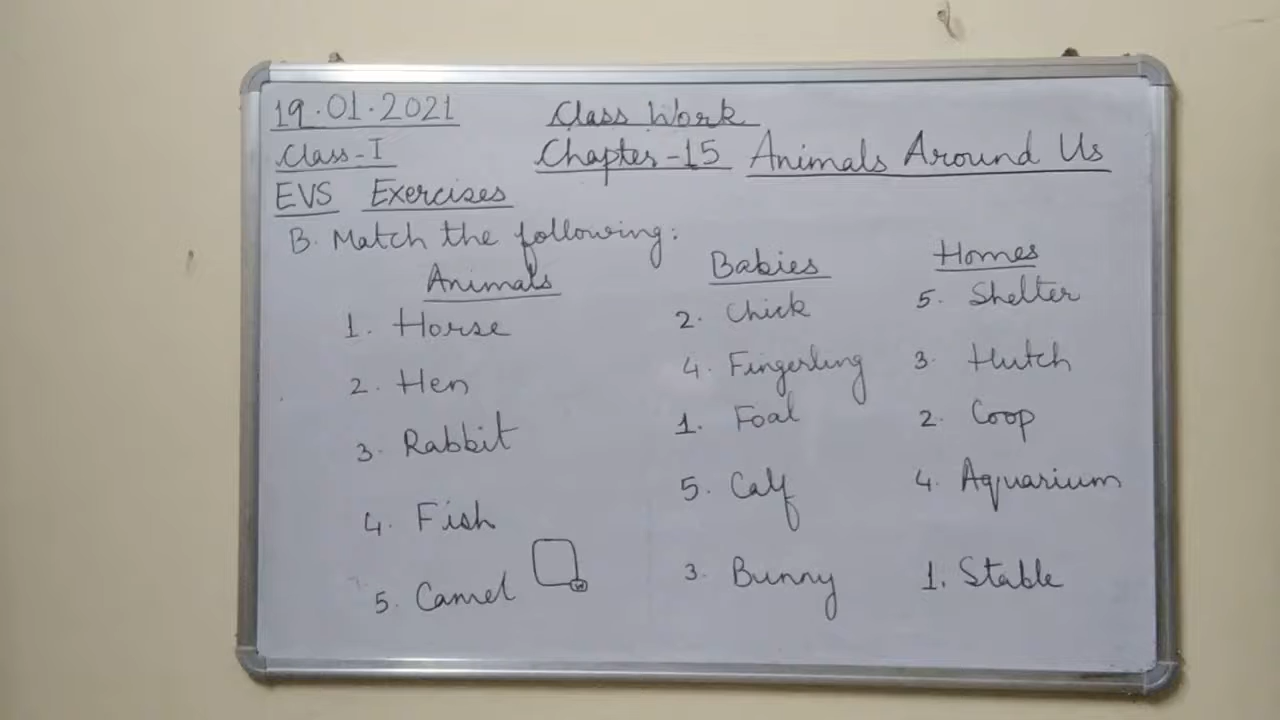 19.01.2021 Class Work
Class-I Chapter-15 Animals Around Us
EVS Exercises
B. Match the following:
Animals Babies Homes
1. Horse 2. Chick 5. Shelter
2. Hen 4. Fingerling 3. Hutch
3. Rabbit 1. Foal 2. Coop
4. Fish 5. Calf 4. Aquarium
5. Camel 3. Bunny 1. Stable